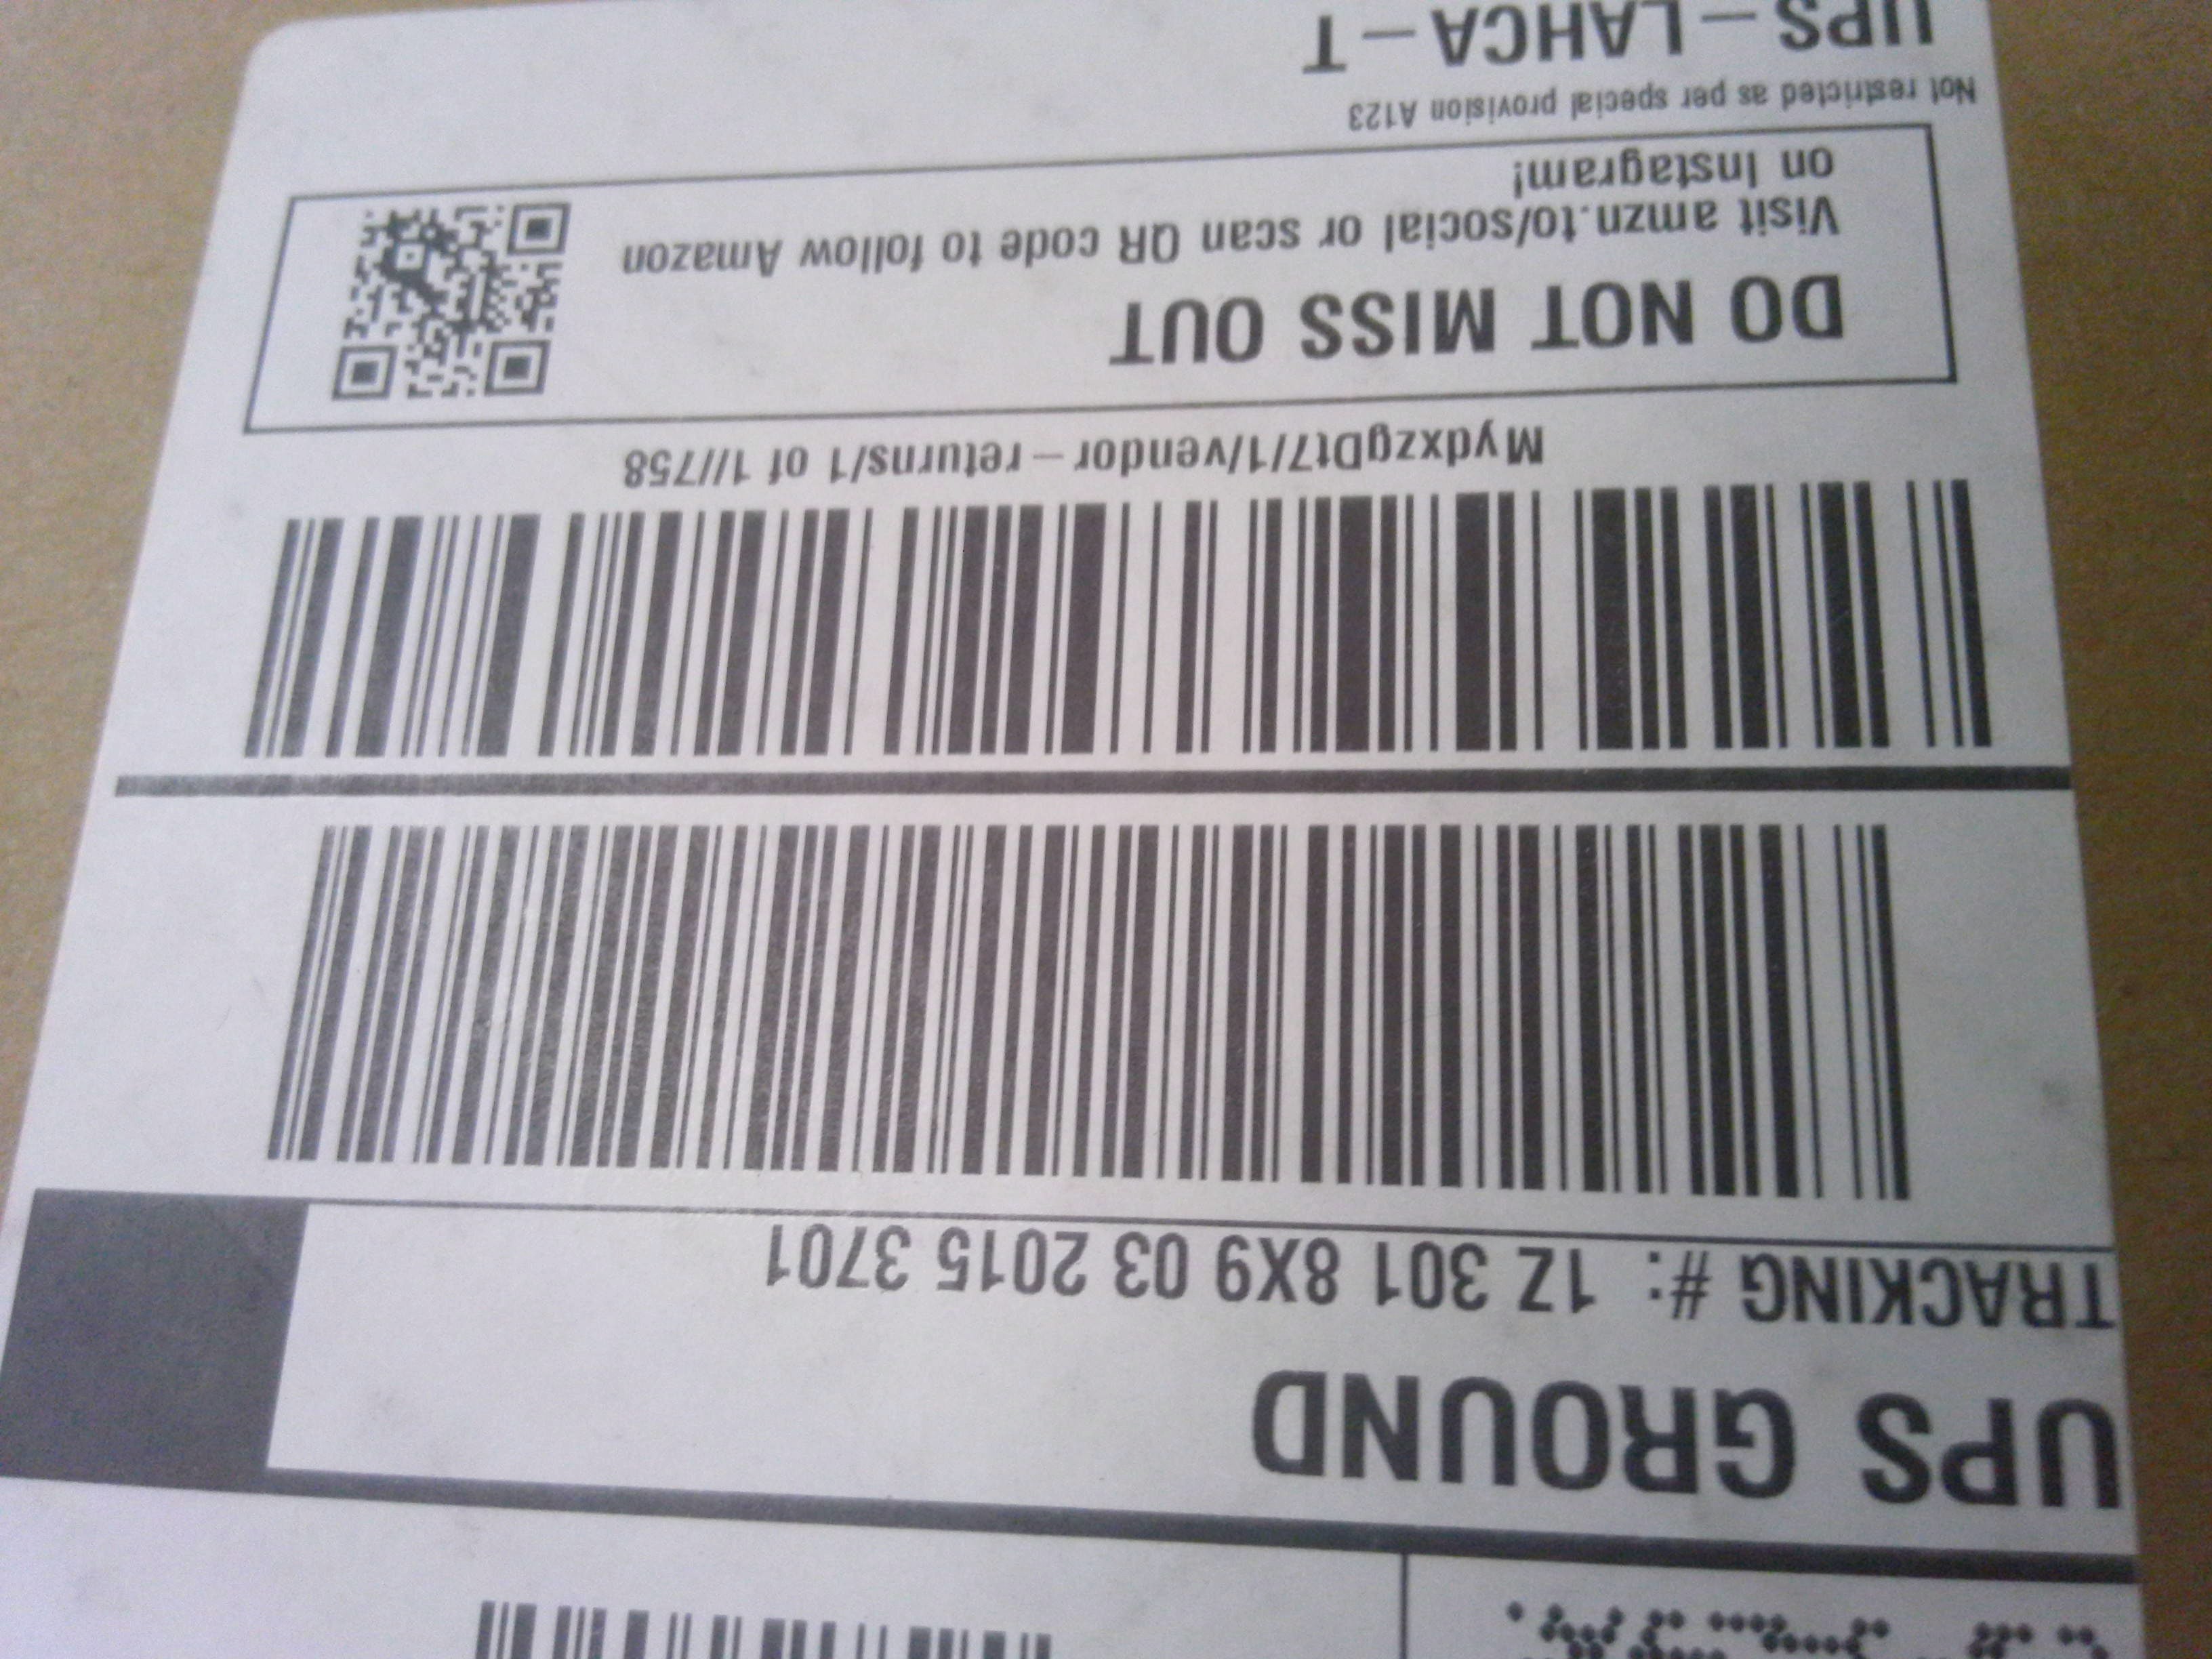 UPS GROUND
TRACKING #: 1Z 301 8X9 03 2015 3701
MydxzgDt7/1/vendor-returns/1 of 1//758
DO NOT MISS OUT
Visit amzn.to/social or scan QR code to follow Amazon
on Instagram!
Not restricted as per special provision A123
UPS-LAHCA-T